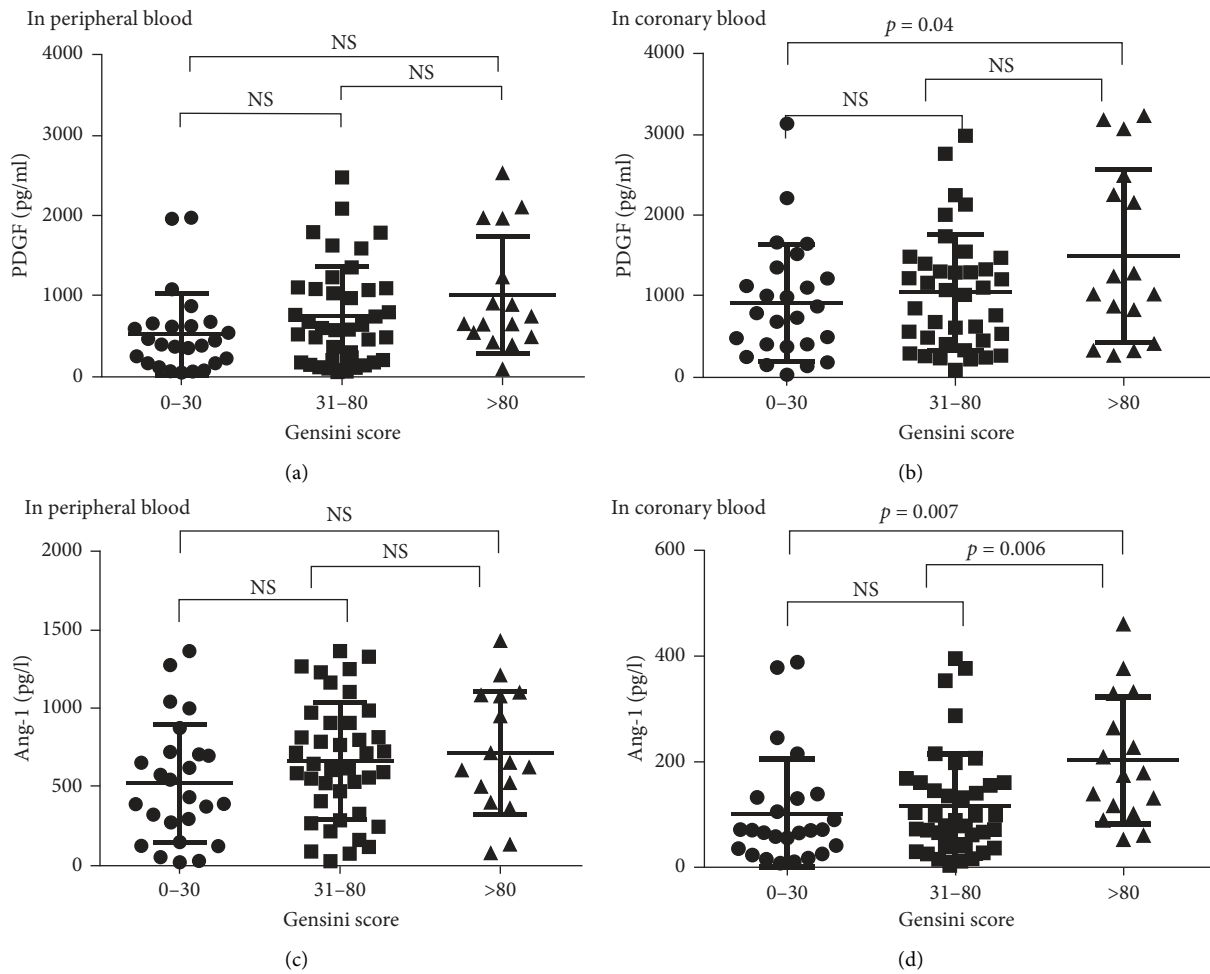 In peripheral blood
NS
NS
NS
4000
3000
2000
1000
0
PDGF (pg/ml)
0–30
31–80
>80
Gensini score
(a)
In coronary blood
p = 0.04
NS
NS
4000
3000
2000
1000
0
PDGF (pg/ml)
0–30
31–80
>80
Gensini score
(b)
In peripheral blood
NS
NS
NS
2000
1500
1000
500
0
Ang-1 (pg/l)
0–30
31–80
>80
Gensini score
(c)
In coronary blood
p = 0.007
p = 0.006
NS
600
400
200
0
Ang-1 (pg/l)
0–30
31–80
>80
Gensini score
(d)